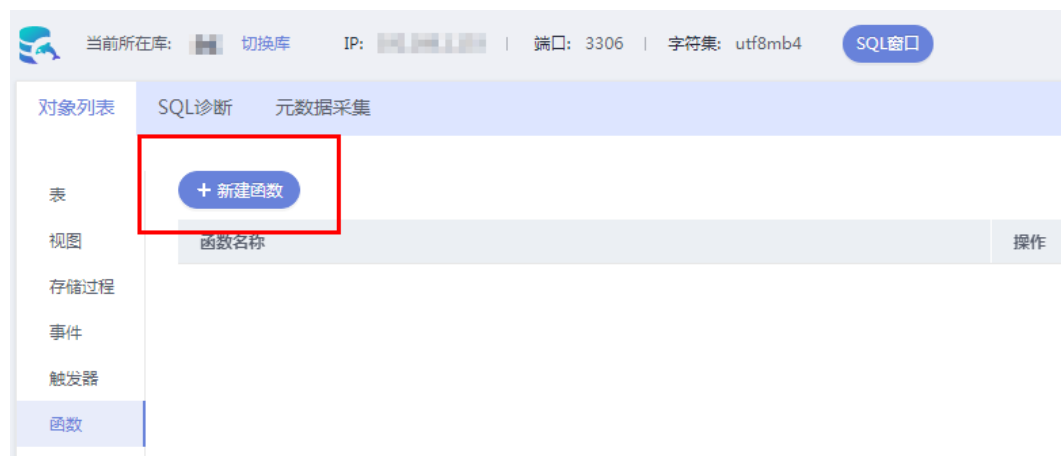 当前所在库: 切换库 IP: | 端口: 3306 | 字符集: utf8mb4 SQL窗口
对象列表 SQL诊断 元数据采集
表
+ 新建函数
视图
函数名称 操作
存储过程
事件
触发器
函数